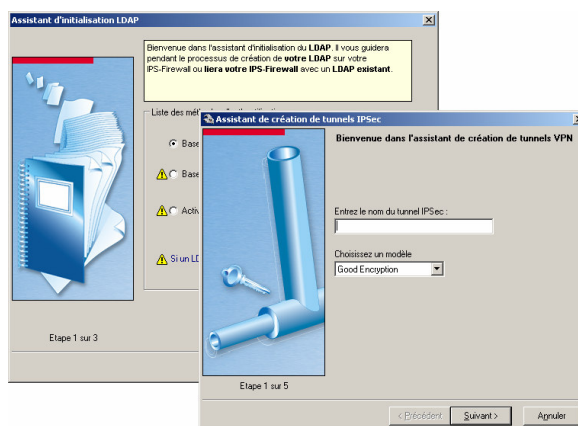 Assistant d'initialisation LDAP
Bienvenue dans l'assistant d'initialisation du LDAP. Il vous guidera
pendant le processus de création de votre LDAP sur votre
IPS-Firewall ou liera votre IPS-Firewall avec un LDAP existant.
Liste des
Base
Base
Si un
Etape 1 sur 3
Assistant de création de tunnels IPSec
Bienvenue dans l'assistant de création de tunnels VPN
Entrez le nom du tunnel IPSec :
Choisissez un modèle
Good Encryption
Etape 1 sur 5
< Précédent
Suivant >
Annuler